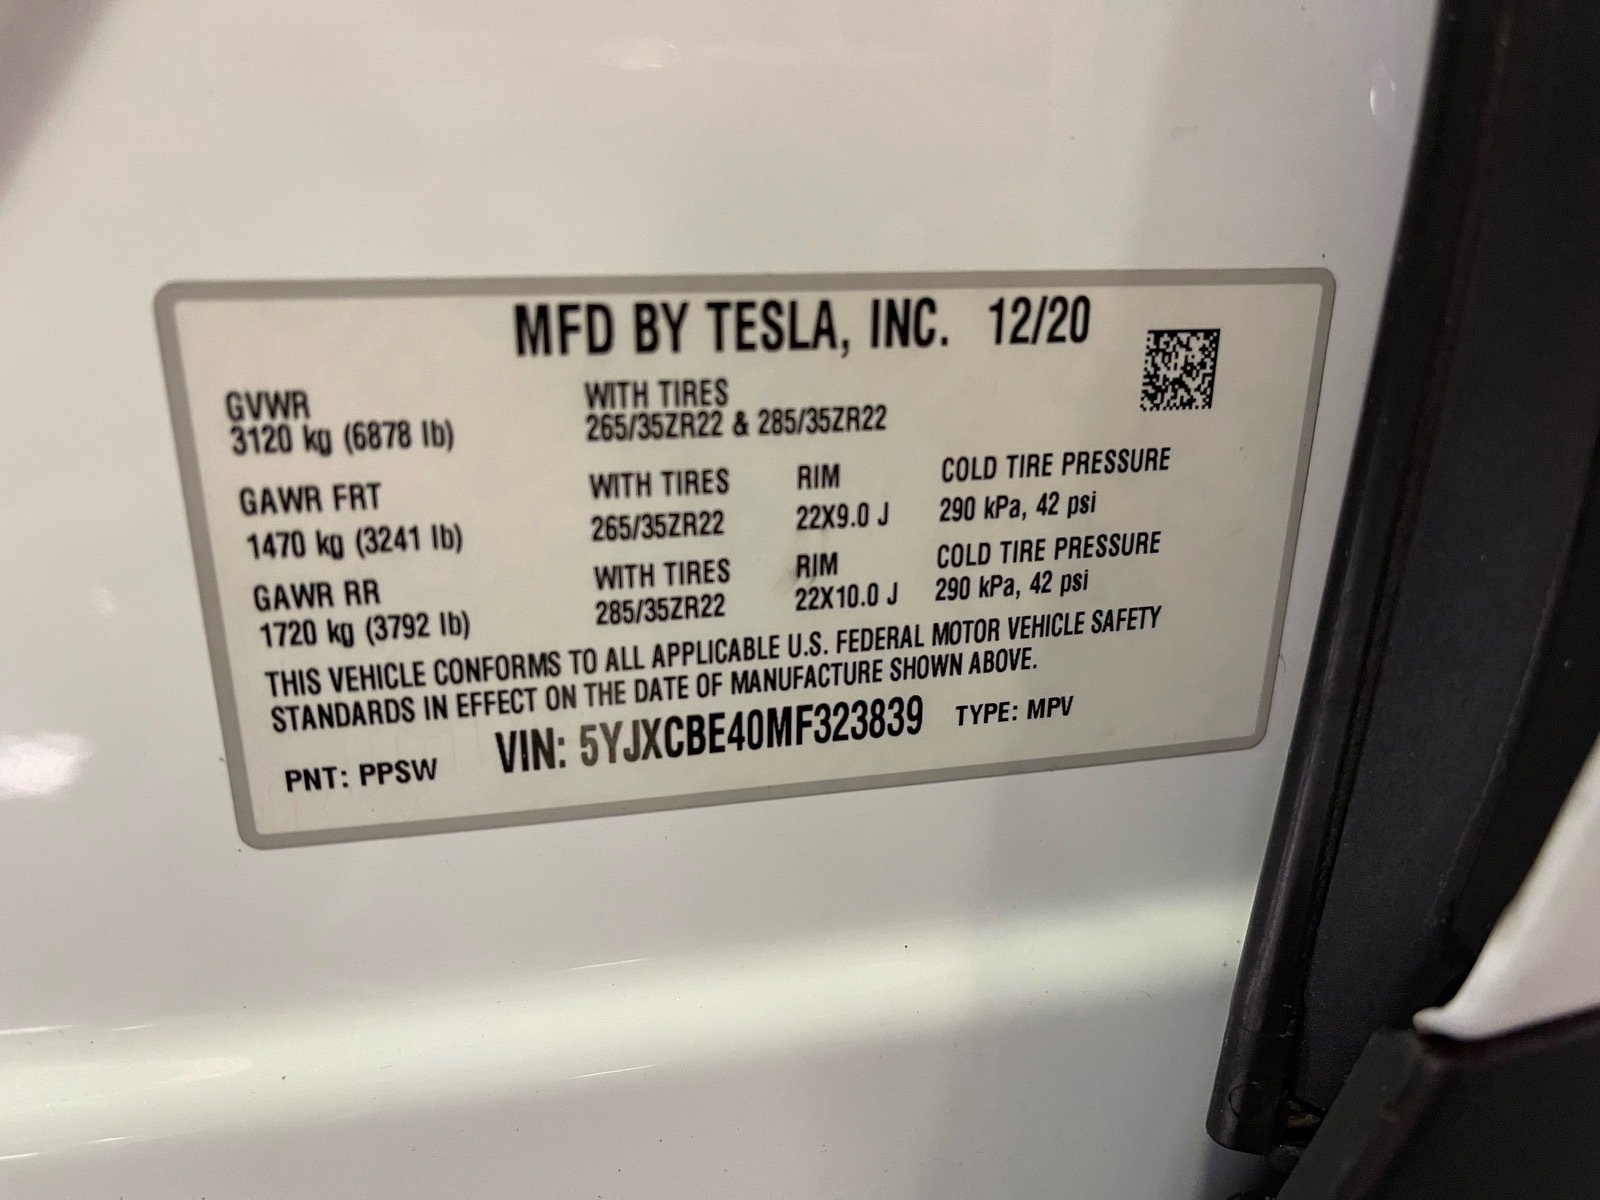 MFD BY TESLA, INC. 12/20
GVWR
3120 kg (6878 lb)
WITH TIRES
265/35ZR22 & 285/35ZR22
GAWR FRT
1470 kg (3241 lb)
WITH TIRES
265/35ZR22
RIM
22X9.0 J
COLD TIRE PRESSURE
290 kPa, 42 psi
GAWR RR
1720 kg (3792 lb)
WITH TIRES
285/35ZR22
RIM
22X10.0 J
COLD TIRE PRESSURE
290 kPa, 42 psi
THIS VEHICLE CONFORMS TO ALL APPLICABLE U.S. FEDERAL MOTOR VEHICLE SAFETY
STANDARDS IN EFFECT ON THE DATE OF MANUFACTURE SHOWN ABOVE.
PNT: PPSW VIN: 5YJXCBE40MF323839 TYPE: MPV